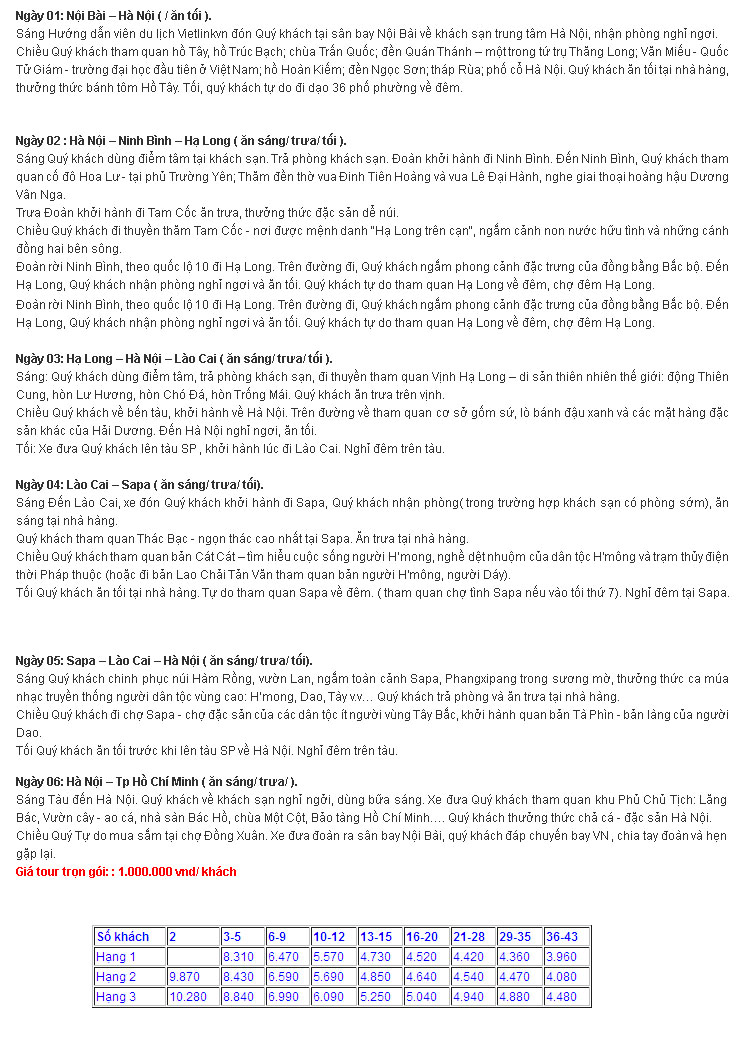 Ngày 01: Nội Bài – Hà Nội ( / ăn tối ).
Sáng Hướng dẫn viên du lịch Vietlinkvn đón Quý khách tại sân bay Nội Bài về khách sạn trung tâm Hà Nội, nhận phòng nghỉ ngơi.
Chiều Quý khách tham quan hồ Tây, hồ Trúc Bạch; chùa Trấn Quốc; đền Quán Thánh – một trong tứ trụ Thăng Long; Văn Miếu - Quốc
Tử Giám - trường đại học đầu tiên ở Việt Nam; hồ Hoàn Kiếm; đền Ngọc Sơn; tháp Rùa; phố cổ Hà Nội. Quý khách ăn tối tại nhà hàng,
thưởng thức bánh tôm Hồ Tây. Tối, quý khách tự do đi dạo 36 phố phường về đêm.
Ngày 02 : Hà Nội – Ninh Bình – Hạ Long ( ăn sáng/ trưa/ tối ).
Sáng Quý khách dùng điểm tâm tại khách sạn. Trả phòng khách sạn. Đoàn khởi hành đi Ninh Bình. Đến Ninh Bình, Quý khách tham
quan cố đô Hoa Lư - tại phủ Trường Yên; Thăm đền thờ vua Đinh Tiên Hoàng và vua Lê Đại Hành, nghe giai thoại hoàng hậu Dương
Vân Nga.
Trưa Đoàn khởi hành đi Tam Cốc ăn trưa, thưởng thức đặc sản dể núi.
Chiều Quý khách đi thuyền thăm Tam Cốc - nơi được mệnh danh "Hạ Long trên cạn", ngắm cảnh non nước hữu tình và những cánh
đồng hai bên sông.
Đoàn rời Ninh Bình, theo quốc lộ 10 đi Hạ Long. Trên đường đi, Quý khách ngắm phong cảnh đặc trưng của đồng bằng Bắc bộ. Đến
Hạ Long, Quý khách nhận phòng nghỉ ngơi và ăn tối. Quý khách tự do tham quan Hạ Long về đêm, chợ đêm Hạ Long.
Đoàn rời Ninh Bình, theo quốc lộ 10 đi Hạ Long. Trên đường đi, Quý khách ngắm phong cảnh đặc trưng của đồng bằng Bắc bộ. Đến
Hạ Long, Quý khách nhận phòng nghỉ ngơi và ăn tối. Quý khách tự do tham quan Hạ Long về đêm, chợ đêm Hạ Long.
Ngày 03: Hạ Long – Hà Nội – Lào Cai ( ăn sáng/ trưa/ tối ).
Sáng: Quý khách dùng điểm tâm, trả phòng khách sạn, đi thuyền tham quan Vịnh Hạ Long – di sản thiên nhiên thế giới: động Thiên
Cung, hòn Lư Hương, hòn Chó Đá, hòn Trống Mái. Quý khách ăn trưa trên vịnh.
Chiều Quý khách về bến tàu, khởi hành về Hà Nội. Trên đường về tham quan cơ sở gốm sứ, lò bánh đậu xanh và các mặt hàng đặc
sản khác của Hải Dương. Đến Hà Nội nghỉ ngơi, ăn tối.
Tối: Xe đưa Quý khách lên tàu SP , khởi hành lúc đi Lào Cai. Nghỉ đêm trên tàu.
Ngày 04: Lào Cai – Sapa ( ăn sáng/ trưa/ tối).
Sáng Đến Lào Cai, xe đón Quý khách khởi hành đi Sapa, Quý khách nhận phòng( trong trường hợp khách sạn có phòng sớm), ăn
sáng tại nhà hàng.
Quý khách tham quan Thác Bạc - ngọn thác cao nhất tại Sapa. Ăn trưa tại nhà hàng.
Chiều Quý khách tham quan bản Cát Cát – tìm hiểu cuộc sống người H'mong, nghề dệt nhuộm của dân tộc H'mông và trạm thủy điện
thời Pháp thuộc (hoặc đi bản Lao Chải Tản Văn tham quan bản người H'mông, người Dáy).
Tối Quý khách ăn tối tại nhà hàng. Tự do tham quan Sapa về đêm. ( tham quan chợ tình Sapa nếu vào tối thứ 7). Nghỉ đêm tại Sapa.
Ngày 05: Sapa – Lào Cai – Hà Nội ( ăn sáng/ trưa/ tối).
Sáng Quý khách chinh phục núi Hàm Rồng, vườn Lan, ngắm toàn cảnh Sapa, Phangxipang trong sương mờ, thưởng thức ca múa
nhạc truyền thống người dân tộc vùng cao: H'mong, Dao, Tày v.v… Quý khách trả phòng và ăn trưa tại nhà hàng.
Chiều Quý khách đi chợ Sapa - chợ đặc sản của các dân tộc ít người vùng Tây Bắc, khởi hành quan bản Tả Phìn - bản làng của người
Dao.
Tối Quý khách ăn tối trước khi lên tàu SP về Hà Nội. Nghỉ đêm trên tàu.
Ngày 06: Hà Nội – Tp Hồ Chí Minh ( ăn sáng/ trưa/ ).
Sáng Tàu đến Hà Nội. Quý khách về khách sạn nghỉ ngởi, dùng bữa sáng. Xe đưa Quý khách tham quan khu Phủ Chủ Tịch: Lăng
Bác, Vườn cây - ao cá, nhà sàn Bác Hồ, chùa Một Cột, Bảo tàng Hồ Chí Minh…. Quý khách thưởng thức chả cá - đặc sản Hà Nội.
Chiều Quý Tự do mua sắm tại chợ Đồng Xuân. Xe đưa đoàn ra sân bay Nội Bài, quý khách đáp chuyến bay VN , chia tay đoàn và hẹn
gặp lại.
Giá tour trọn gói: : 1.000.000 vnd/ khách
Số khách 2 3-5 6-9 10-12 13-15 16-20 21-28 29-35 36-43
Hạng 1 8.310 6.470 5.570 4.730 4.520 4.420 4.360 3.960
Hạng 2 9.870 8.430 6.590 5.690 4.850 4.640 4.540 4.470 4.080
Hạng 3 10.280 8.840 6.990 6.090 5.250 5.040 4.940 4.880 4.480